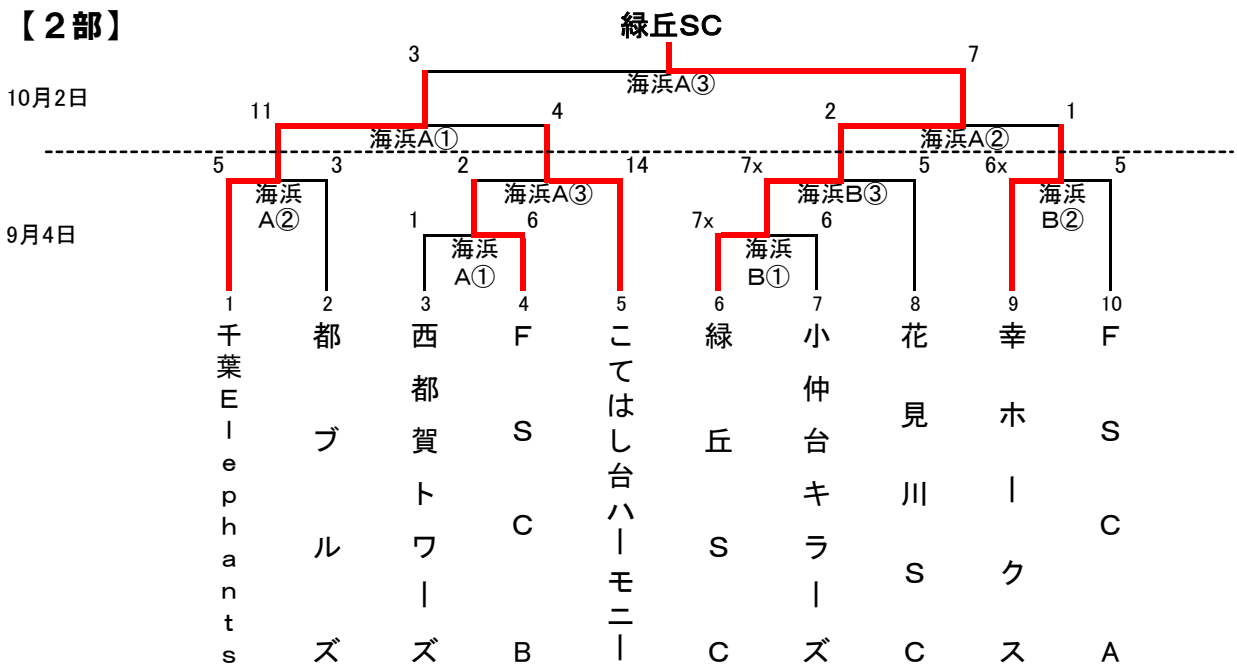 【２部】
緑丘SC
3
7
海浜A③
10月2日
11
4
2
1
海浜A①
海浜A②
5
3
2
14
7x
5
6x
5
海浜
A②
海浜A③
海浜B③
海浜
B②
9月4日
1
6
7x
6
海浜
A①
海浜
B①
1
2
3
4
5
6
7
8
9
10
千葉Elephants
都ブルズ
西都賀トワーズ
FSCB
こてはし台ハーモニー
緑丘SC
小仲台キラーズ
花見川SC
幸ホークス
FSCA